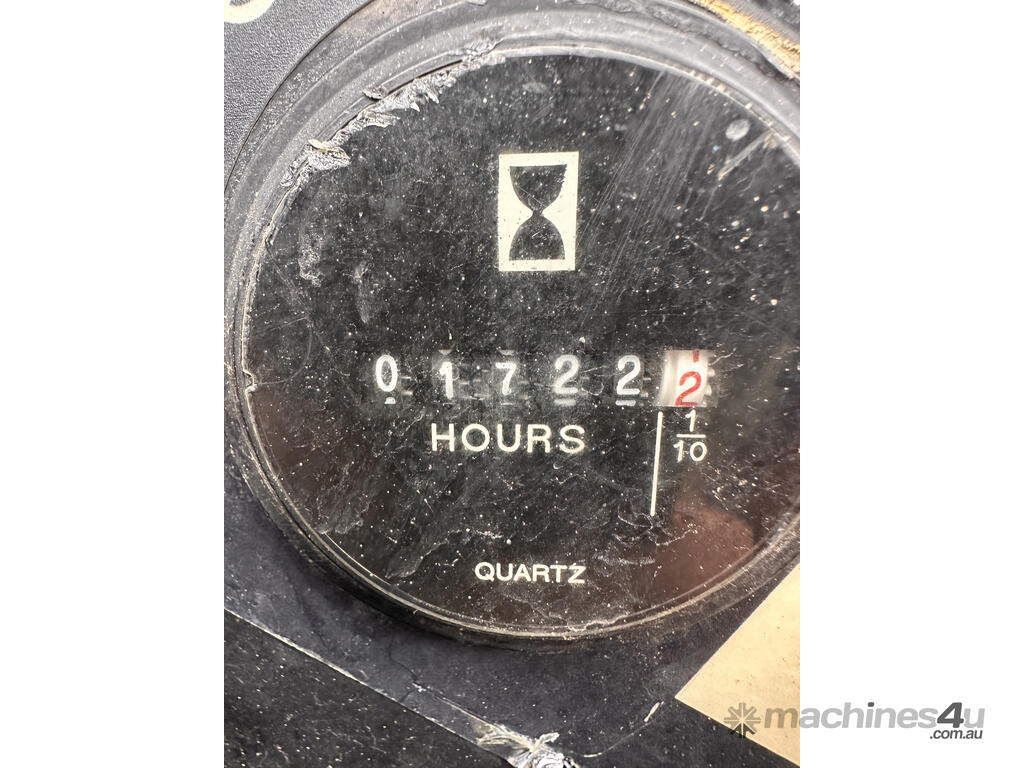 0 1 7 2 2 2
HOURS
1
10
QUARTZ
machines4u
.com.au